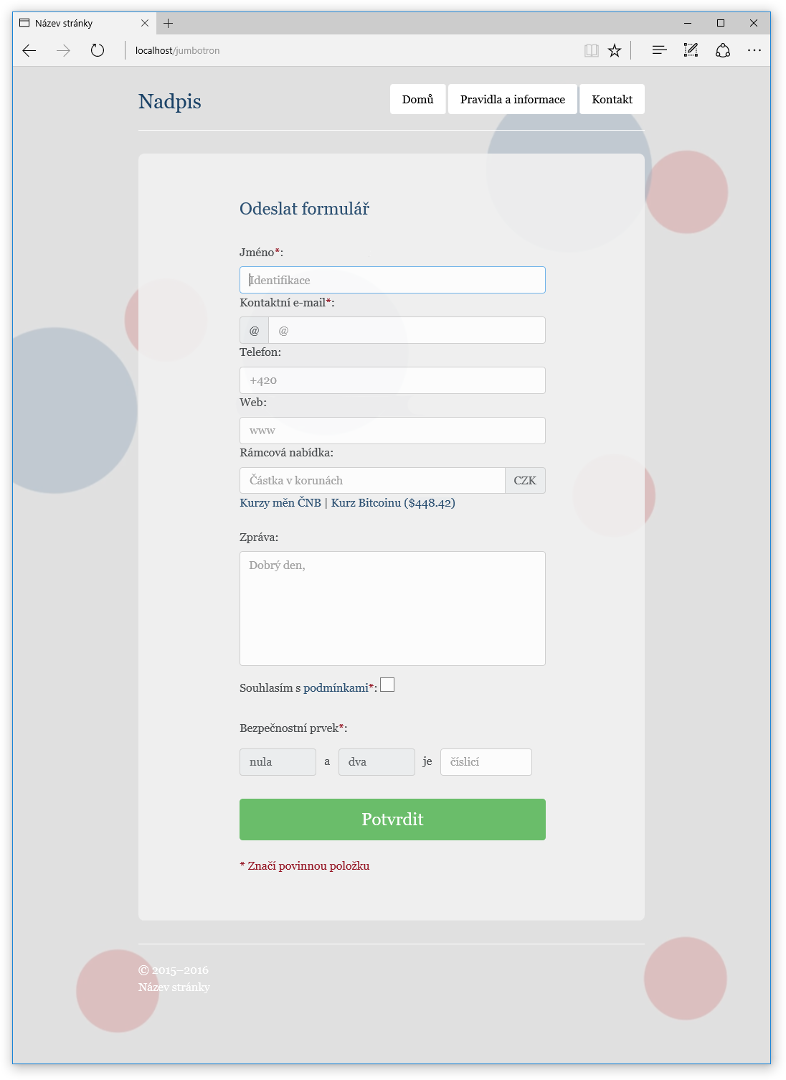 Název stránky
localhost/jumbotron
Nadpis
Domů
Pravidla a informace
Kontakt
Odeslat formulář
Jméno*:
Identifikace
Kontaktní e-mail*:
@ @
Telefon:
+420
Web:
www
Rámcová nabídka:
Částka v korunách CZK
Kurzy měn ČNB | Kurz Bitcoinu ($448.42)
Zpráva:
Dobrý den,
Souhlasím s podmínkami*:
Bezpečnostní prvek*:
nula a dva je číslicí
Potvrdit
* Značí povinnou položku
© 2015–2016
Název stránky